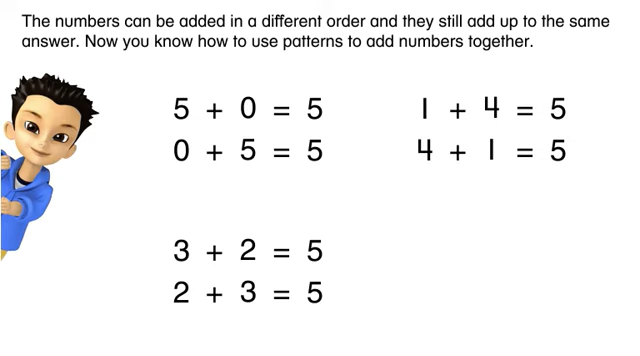 The numbers can be added in a different order and they still add up to the same
answer. Now you know how to use patterns to add numbers together.
5 + 0 = 5
0 + 5 = 5
1 + 4 = 5
4 + 1 = 5
3 + 2 = 5
2 + 3 = 5